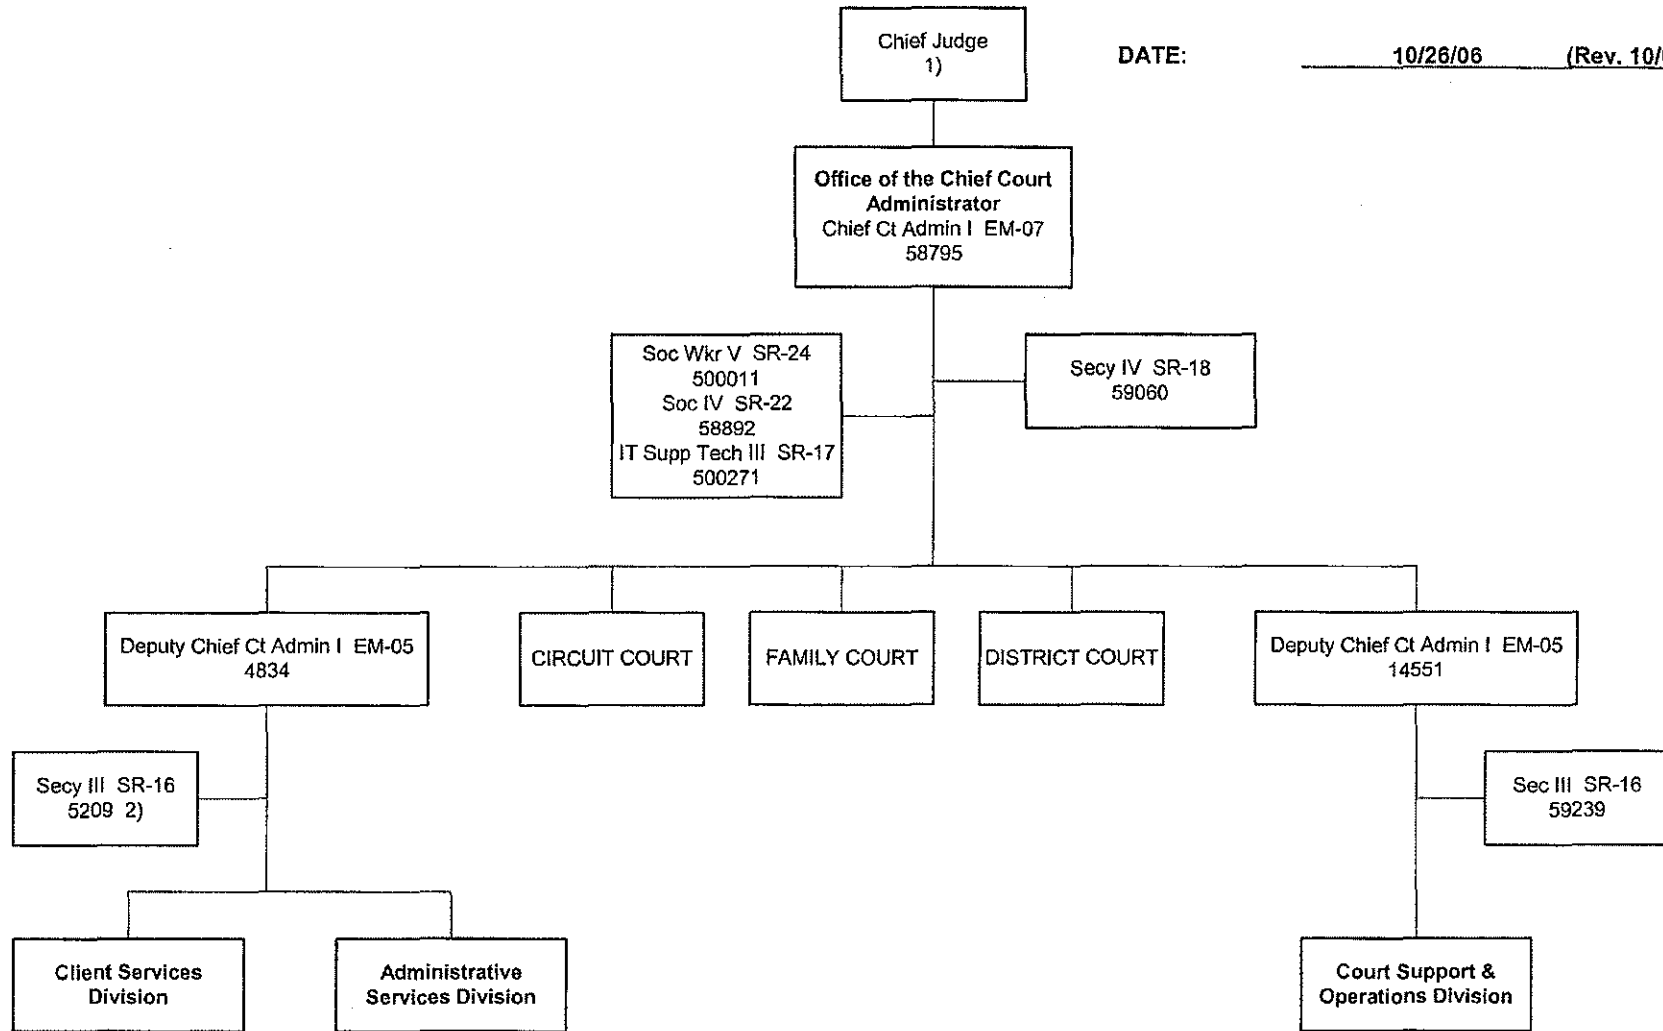 Chief Judge
1)
DATE: 10/26/06 (Rev. 10/
Office of the Chief Court
Administrator
Chief Ct Admin I EM-07
58795
Soc Wkr V SR-24
500011
Soc IV SR-22
58892
IT Supp Tech III SR-17
500271
Secy IV SR-18
59060
Deputy Chief Ct Admin I EM-05
4834
CIRCUIT COURT
FAMILY COURT
DISTRICT COURT
Deputy Chief Ct Admin I EM-05
14551
Secy III SR-16
5209 2)
Sec III SR-16
59239
Client Services
Division
Administrative
Services Division
Court Support &
Operations Division